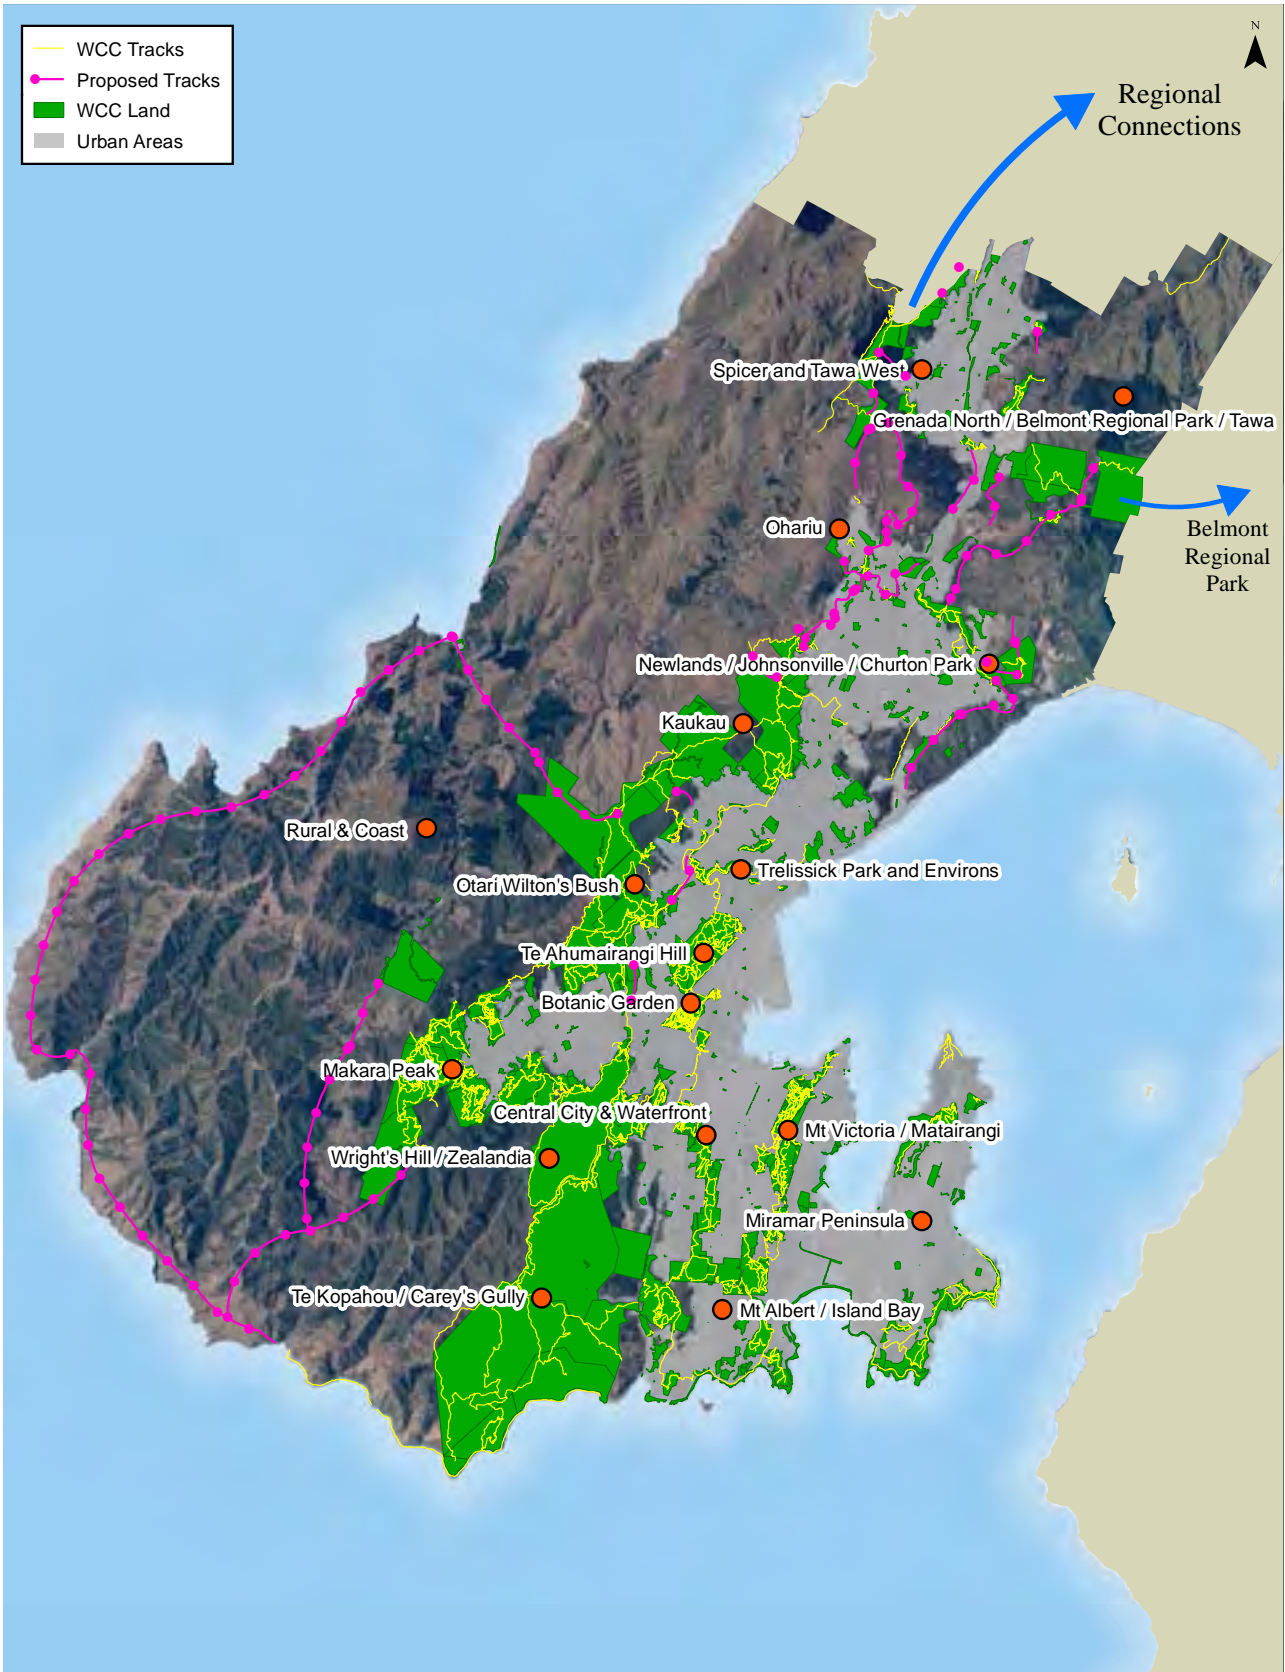 WCC Tracks
Proposed Tracks
WCC Land
Urban Areas
N
Regional
Connections
Spicer and Tawa West
Grenada North / Belmont Regional Park / Tawa
Ohariu
Belmont
Regional
Park
Newlands / Johnsonville / Churton Park
Kaukau
Rural & Coast
Trelissick Park and Environs
Otari Wilton's Bush
Te Ahumairangi Hill
Botanic Garden
Makara Peak
Central City & Waterfront
Mt Victoria / Matairangi
Wright's Hill / Zealandia
Miramar Peninsula
Te Kopahou / Carey's Gully
Mt Albert / Island Bay